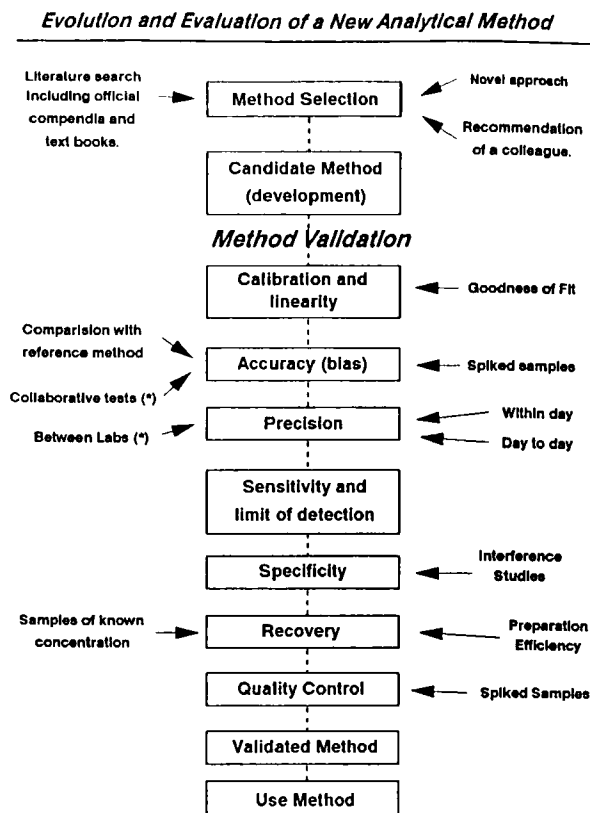 Evolution and Evaluation of a New Analytical Method
Literature search
including official
compendia and
text books.
Method Selection
Novel approach
Recommendation
of a colleague.
Candidate Method
(development)
Method Validation
Calibration and
linearity
Goodness of Fit
Comparision with
reference method
Accuracy (bias)
Spiked samples
Collaborative tests (*)
Between Labs (*)
Precision
Within day
Day to day
Sensitivity and
limit of detection
Specificity
Interference
Studies
Samples of known
concentration
Recovery
Preparation
Efficiency
Quality Control
Spiked Samples
Validated Method
Use Method